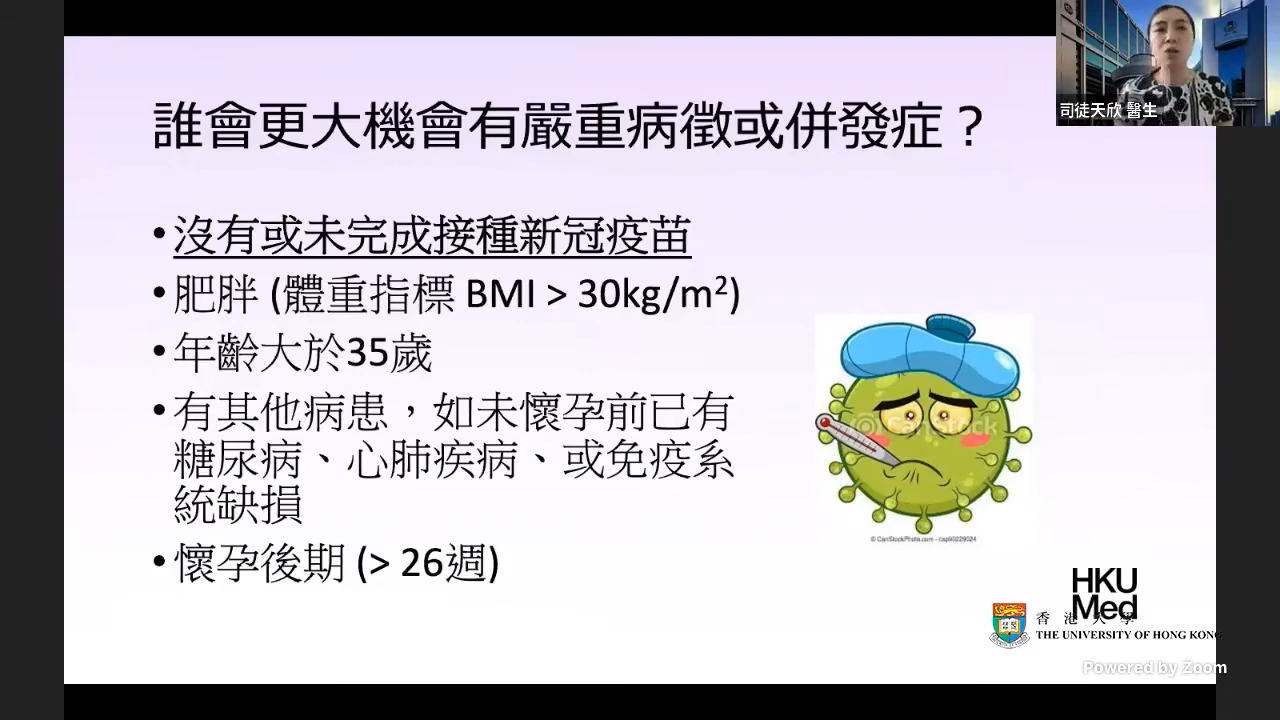 司徒天欣 醫生
誰會更大機會有嚴重病徵或併發症？
•沒有或未完成接種新冠疫苗
•肥胖 (體重指標 BMI > 30kg/m²)
•年齡大於35歲
•有其他病患，如未懷孕前已有
糖尿病、心肺疾病、或免疫系
統缺損
•懷孕後期 (> 26週)
CanStock
© CanStockPhoto.com - csp90229024
HKU
Med
香港大學
THE UNIVERSITY OF HONG KONG
Powered by Zoom